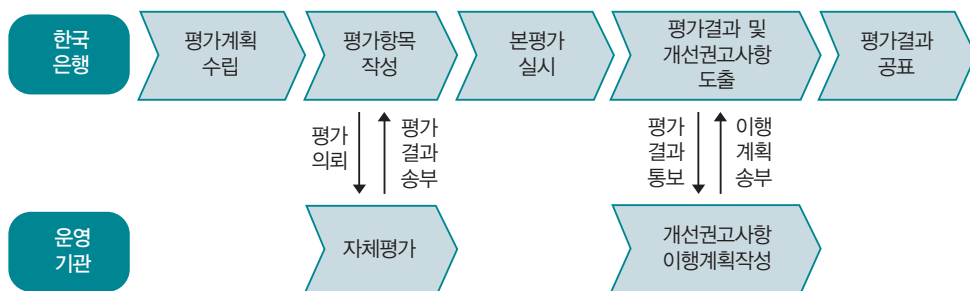 한국
은행
평가계획
수립
평가항목
작성
본평가
실시
평가결과 및
개선권고사항
도출
평가결과
공표
평가
의뢰
평가
결과
송부
평가
결과
통보
이행
계획
송부
운영
기관
자체평가
개선권고사항
이행계획작성